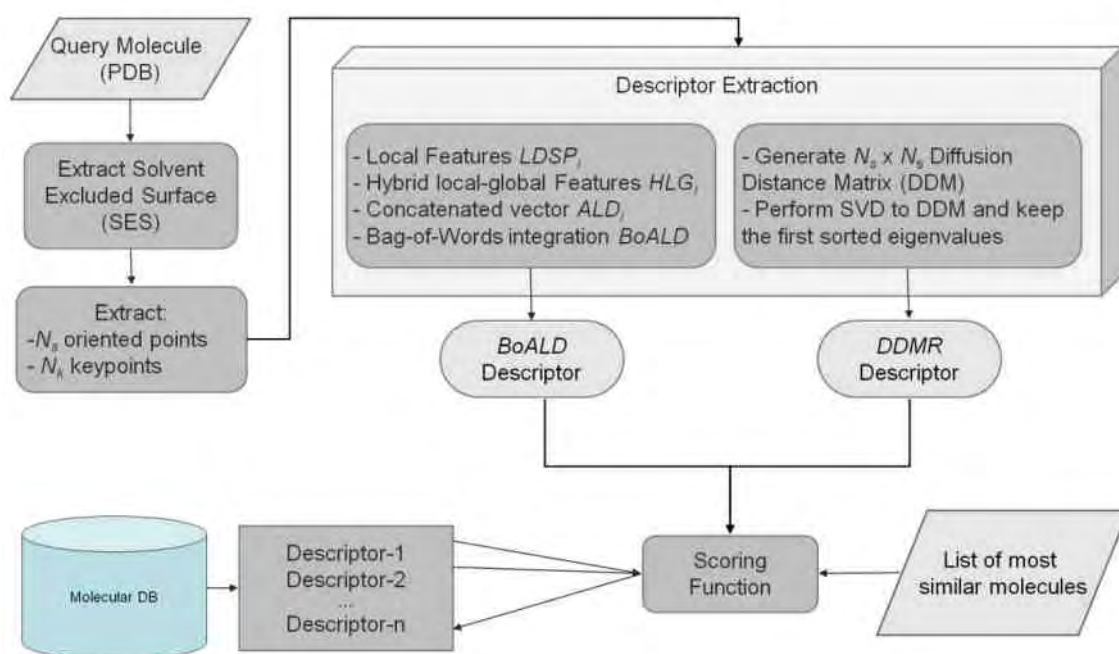 Query Molecule
(PDB)
Extract Solvent
Excluded Surface
(SES)
Extract:
-Ns oriented points
- Nk keypoints
Descriptor Extraction
- Local Features LDSPi
- Hybrid local-global Features HLGi
- Concatenated vector ALDi
- Bag-of-Words integration BoALD
- Generate Ns x Ns Diffusion
Distance Matrix (DDM)
- Perform SVD to DDM and keep
the first sorted eigenvalues
BoALD
Descriptor
DDMR
Descriptor
Molecular DB
Descriptor-1
Descriptor-2
...
Descriptor-n
Scoring
Function
List of most
similar molecules